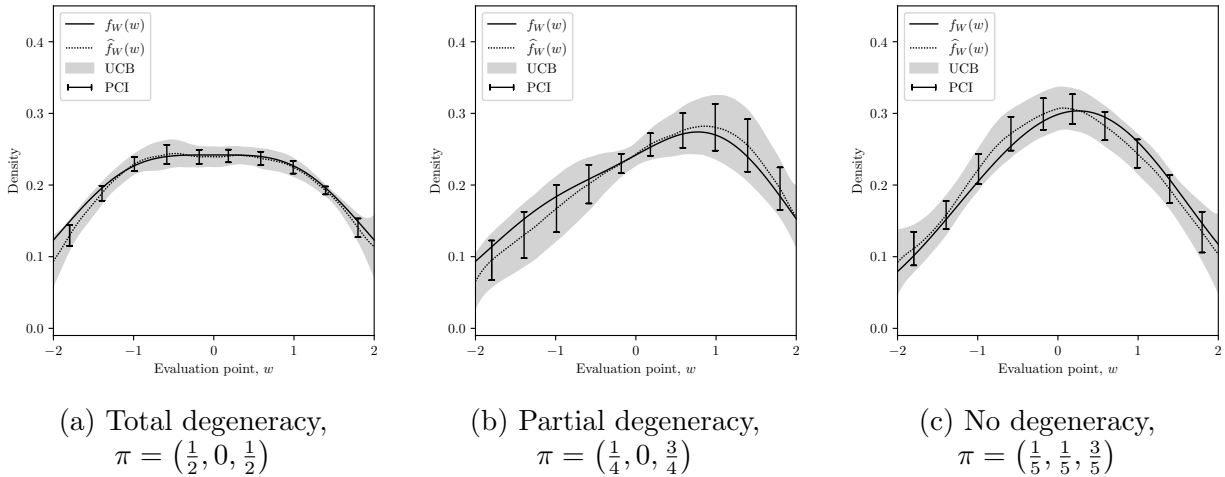 f_W(w)
f̂_W(w)
UCB
PCI
0.4
0.3
0.2
0.1
0.0
Density
−2
−1
0
1
2
Evaluation point, w
(a) Total degeneracy,
π = (1/2, 0, 1/2)
f_W(w)
f̂_W(w)
UCB
PCI
0.4
0.3
0.2
0.1
0.0
Density
−2
−1
0
1
2
Evaluation point, w
(b) Partial degeneracy,
π = (1/4, 0, 3/4)
f_W(w)
f̂_W(w)
UCB
PCI
0.4
0.3
0.2
0.1
0.0
Density
−2
−1
0
1
2
Evaluation point, w
(c) No degeneracy,
π = (1/5, 1/5, 3/5)